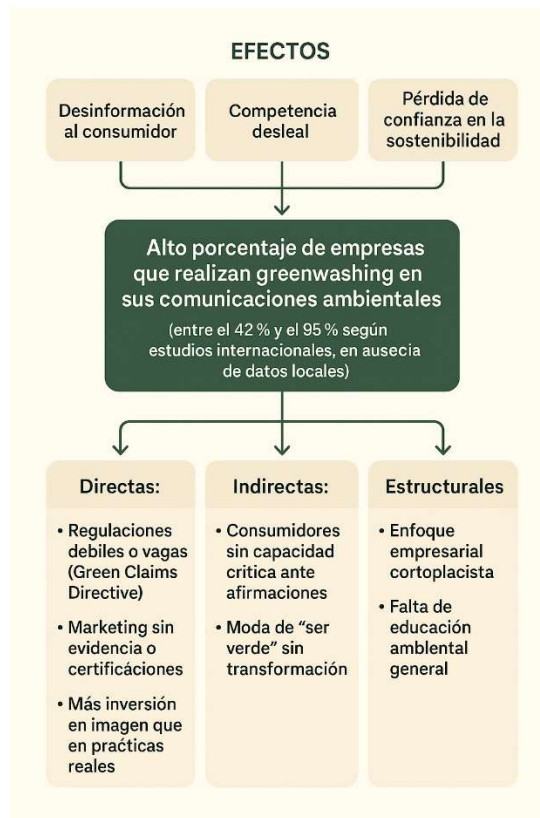 EFECTOS
Desinformación
al consumidor
Competencia
desleal
Pérdida de
confianza en la
sostenibilidad
Alto porcentaje de empresas
que realizan greenwashing en
sus comunicaciones ambientales
(entre el 42 % y el 95 % según
estudios internacionales, en ausecia
de datos locales)
Directas:
• Regulaciones
debiles o vagas
(Green Claims
Directive)
• Marketing sin
evidencia o
certificáciones
• Más inversión
en imagen que
en praćticas
reales
Indirectas:
• Consumidores
sin capacidad
critica ante
afirmaciones
• Moda de “ser
verde” sin
transformación
Estructurales
• Enfoque
empresarial
cortoplacista
• Falta de
educación
ambiental
general